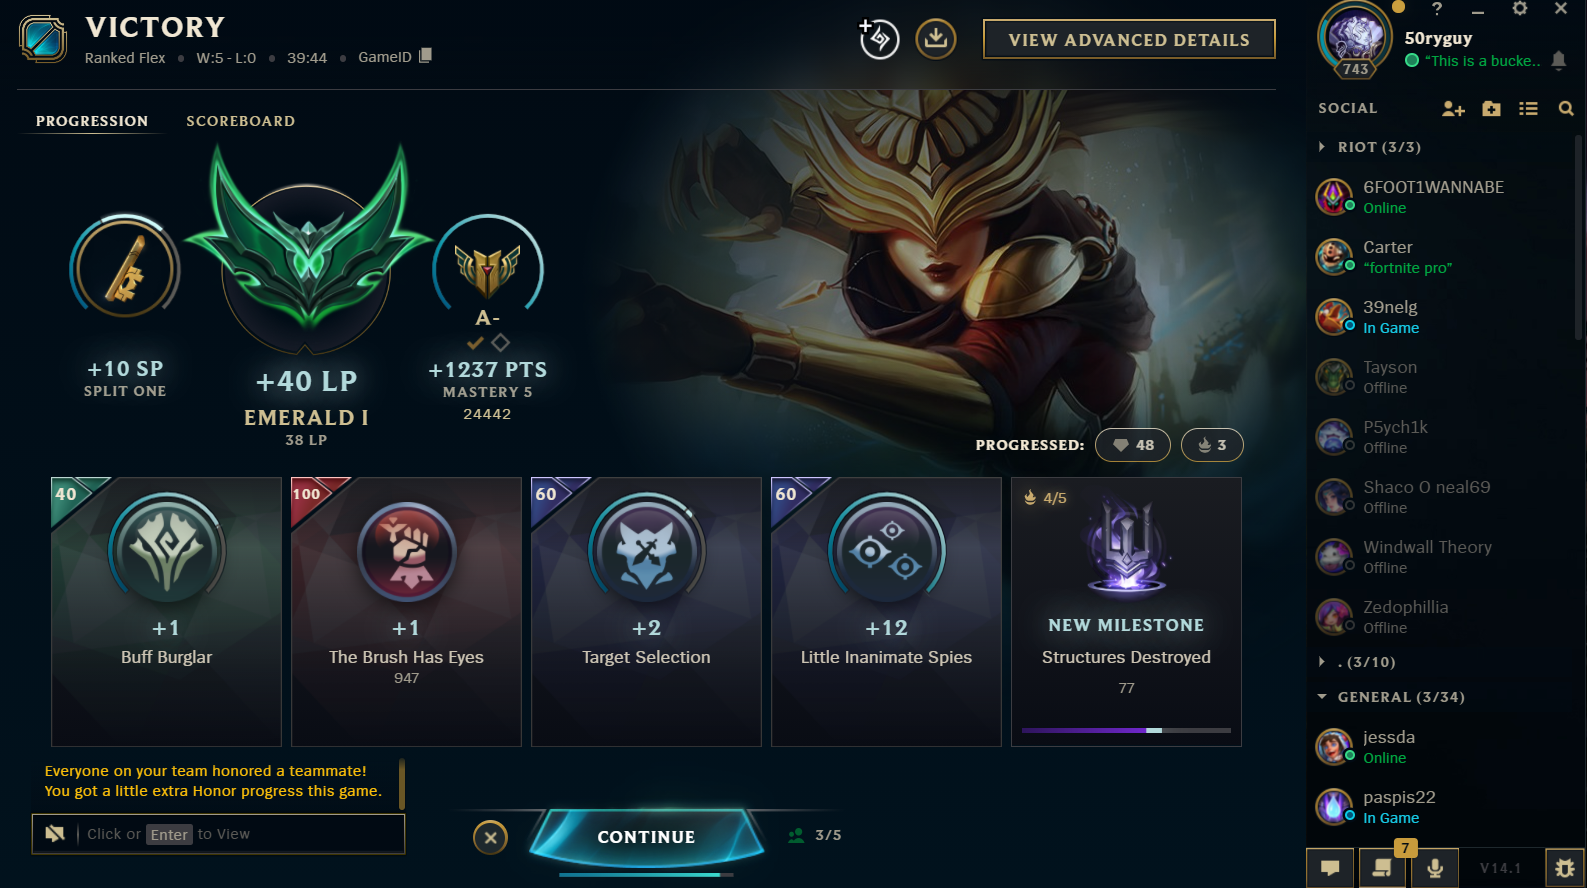 VICTORY
Ranked Flex • W:5 - L:0 • 39:44 • GameID
VIEW ADVANCED DETAILS
PROGRESSION
SCOREBOARD
+10 SP
SPLIT ONE
+40 LP
EMERALD I
38 LP
A-
+1237 PTS
MASTERY 5
24442
PROGRESSED: 48 3
40
+1
Buff Burglar
100
+1
The Brush Has Eyes
947
60
+2
Target Selection
60
+12
Little Inanimate Spies
4/5
NEW MILESTONE
Structures Destroyed
77
Everyone on your team honored a teammate!
You got a little extra Honor progress this game.
Click or Enter to View
CONTINUE
3/5
?
743
50ryguy
“This is a bucke..
SOCIAL
RIOT (3/3)
6FOOT1WANNABE
Online
Carter
“fortnite pro”
39nelg
In Game
Tayson
Offline
P5ych1k
Offline
Shaco O neal69
Offline
Windwall Theory
Offline
Zedophillia
Offline
. (3/10)
GENERAL (3/34)
jessda
Online
paspis22
In Game
7
V14.1